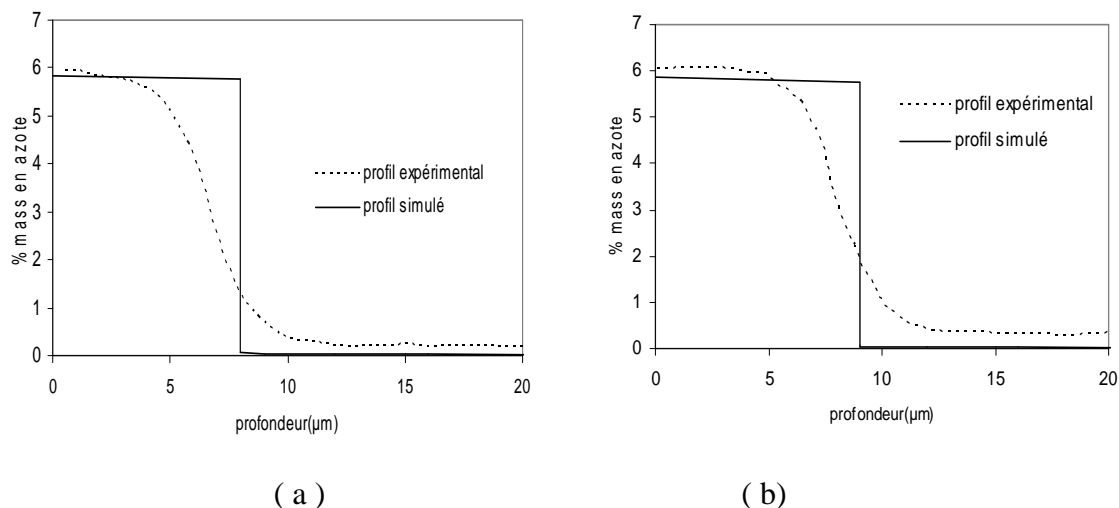 7
6
5
4
3
2
1
0
% mass en azote
profil expérimental
profil simulé
0 5 10 15 20
profondeur(µm)
( a )
7
6
5
4
3
2
1
0
% mass en azote
profil expérimental
profil simulé
0 5 10 15 20
profondeur(µm)
( b)